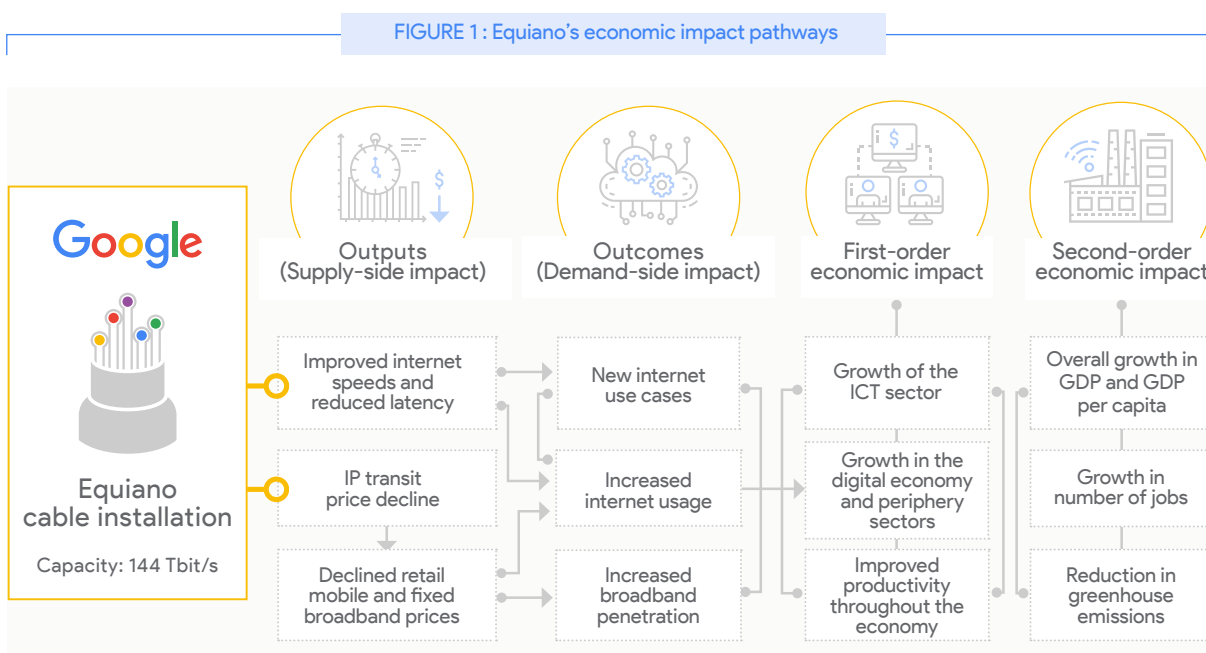 FIGURE 1 : Equiano's economic impact pathways
Google
Equiano
cable installation
Capacity: 144 Tbit/s
$
Outputs
(Supply-side impact)
Improved internet
speeds and
reduced latency
IP transit
price decline
Declined retail
mobile and fixed
broadband prices
Outcomes
(Demand-side impact)
New internet
use cases
Increased
internet usage
Increased
broadband
penetration
$
First-order
economic impact
Growth of the
ICT sector
Growth in the
digital economy
and periphery
sectors
Improved
productivity
throughout the
economy
Second-order
economic impact
Overall growth in
GDP and GDP
per capita
Growth in
number of jobs
Reduction in
greenhouse
emissions